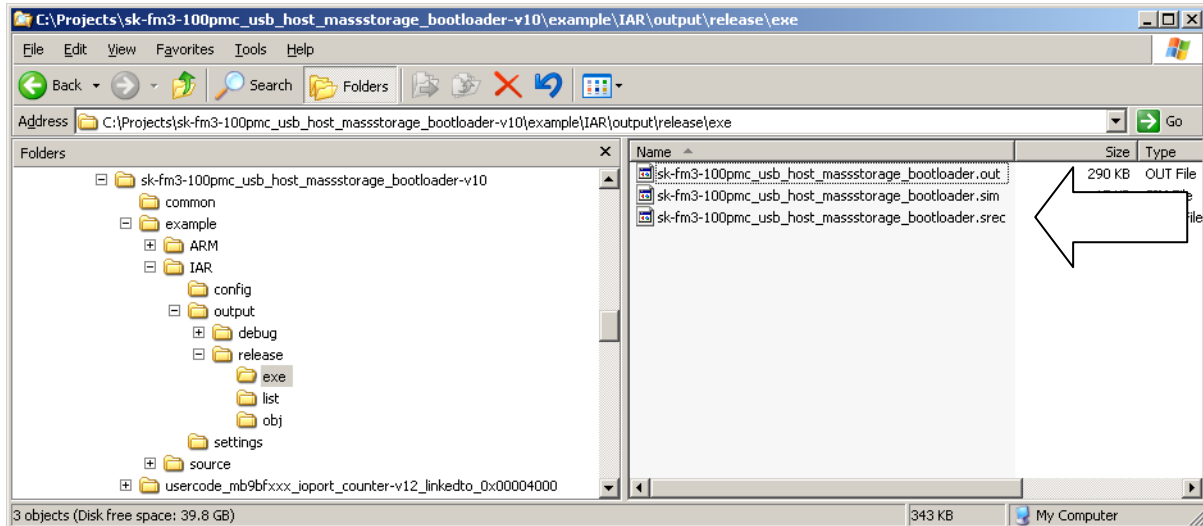 C:\Projects\sk-fm3-100pmc_usb_host_massstorage_bootloader-v10\example\IAR\output\release\exe
File Edit View Favorites Tools Help
Back Search Folders
Address C:\Projects\sk-fm3-100pmc_usb_host_massstorage_bootloader-v10\example\IAR\output\release\exe Go
Folders
sk-fm3-100pmc_usb_host_massstorage_bootloader-v10
common
example
ARM
IAR
config
output
debug
release
exe
list
obj
settings
source
usercode_mb9bfxxx_ioport_counter-v12_linkedto_0x00004000
Name Size Type
sk-fm3-100pmc_usb_host_massstorage_bootloader.out 290 KB OUT File
sk-fm3-100pmc_usb_host_massstorage_bootloader.sim
sk-fm3-100pmc_usb_host_massstorage_bootloader.srec
3 objects (Disk free space: 39.8 GB) 343 KB My Computer